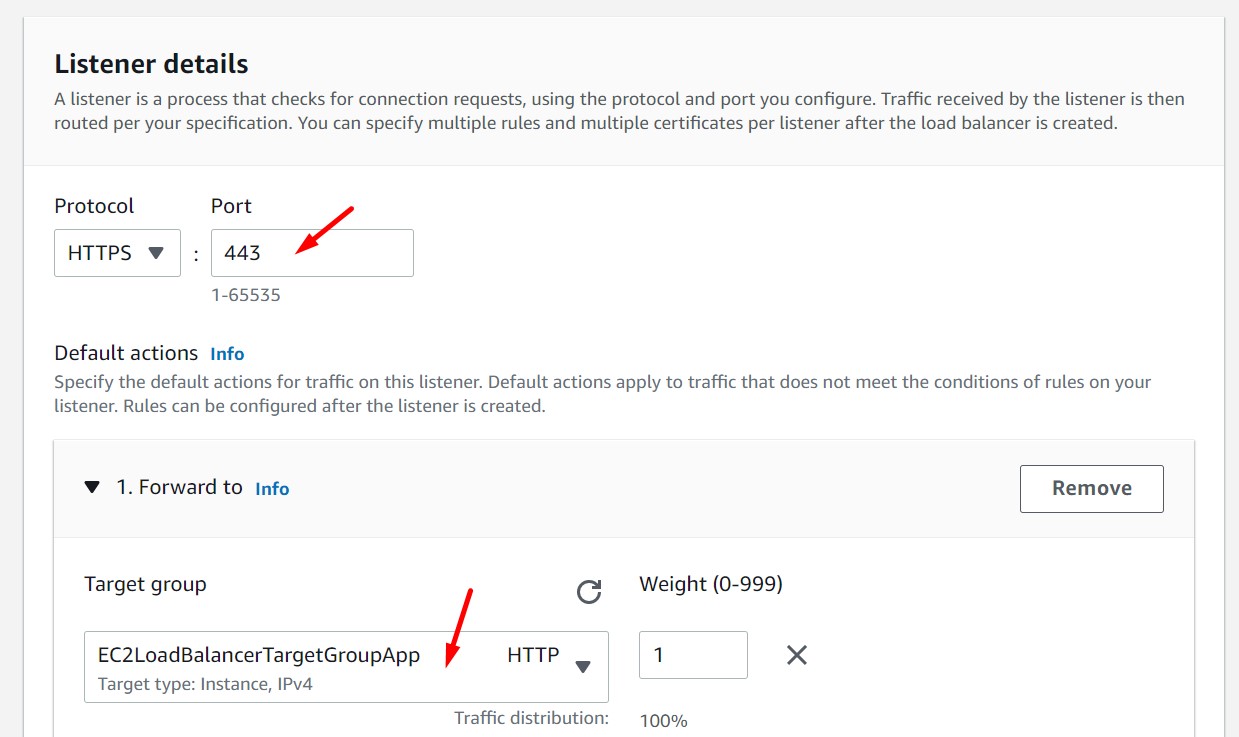 Listener details
A listener is a process that checks for connection requests, using the protocol and port you configure. Traffic received by the listener is then
routed per your specification. You can specify multiple rules and multiple certificates per listener after the load balancer is created.
Protocol Port
HTTPS : 443
1-65535
Default actions Info
Specify the default actions for traffic on this listener. Default actions apply to traffic that does not meet the conditions of rules on your
listener. Rules can be configured after the listener is created.
1. Forward to Info Remove
Target group Weight (0-999)
EC2LoadBalancerTargetGroupApp HTTP 1
Target type: Instance, IPv4
Traffic distribution: 100%